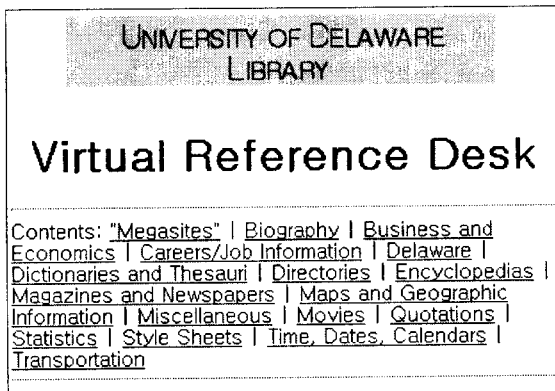 UNIVERSITY OF DELAWARE
LIBRARY
Virtual Reference Desk
Contents: "Megasites" | Biography | Business and
Economics | Careers/Job Information | Delaware |
Dictionaries and Thesauri | Directories | Encyclopedias |
Magazines and Newspapers | Maps and Geographic
Information | Miscellaneous | Movies | Quotations |
Statistics | Style Sheets | Time, Dates, Calendars |
Transportation